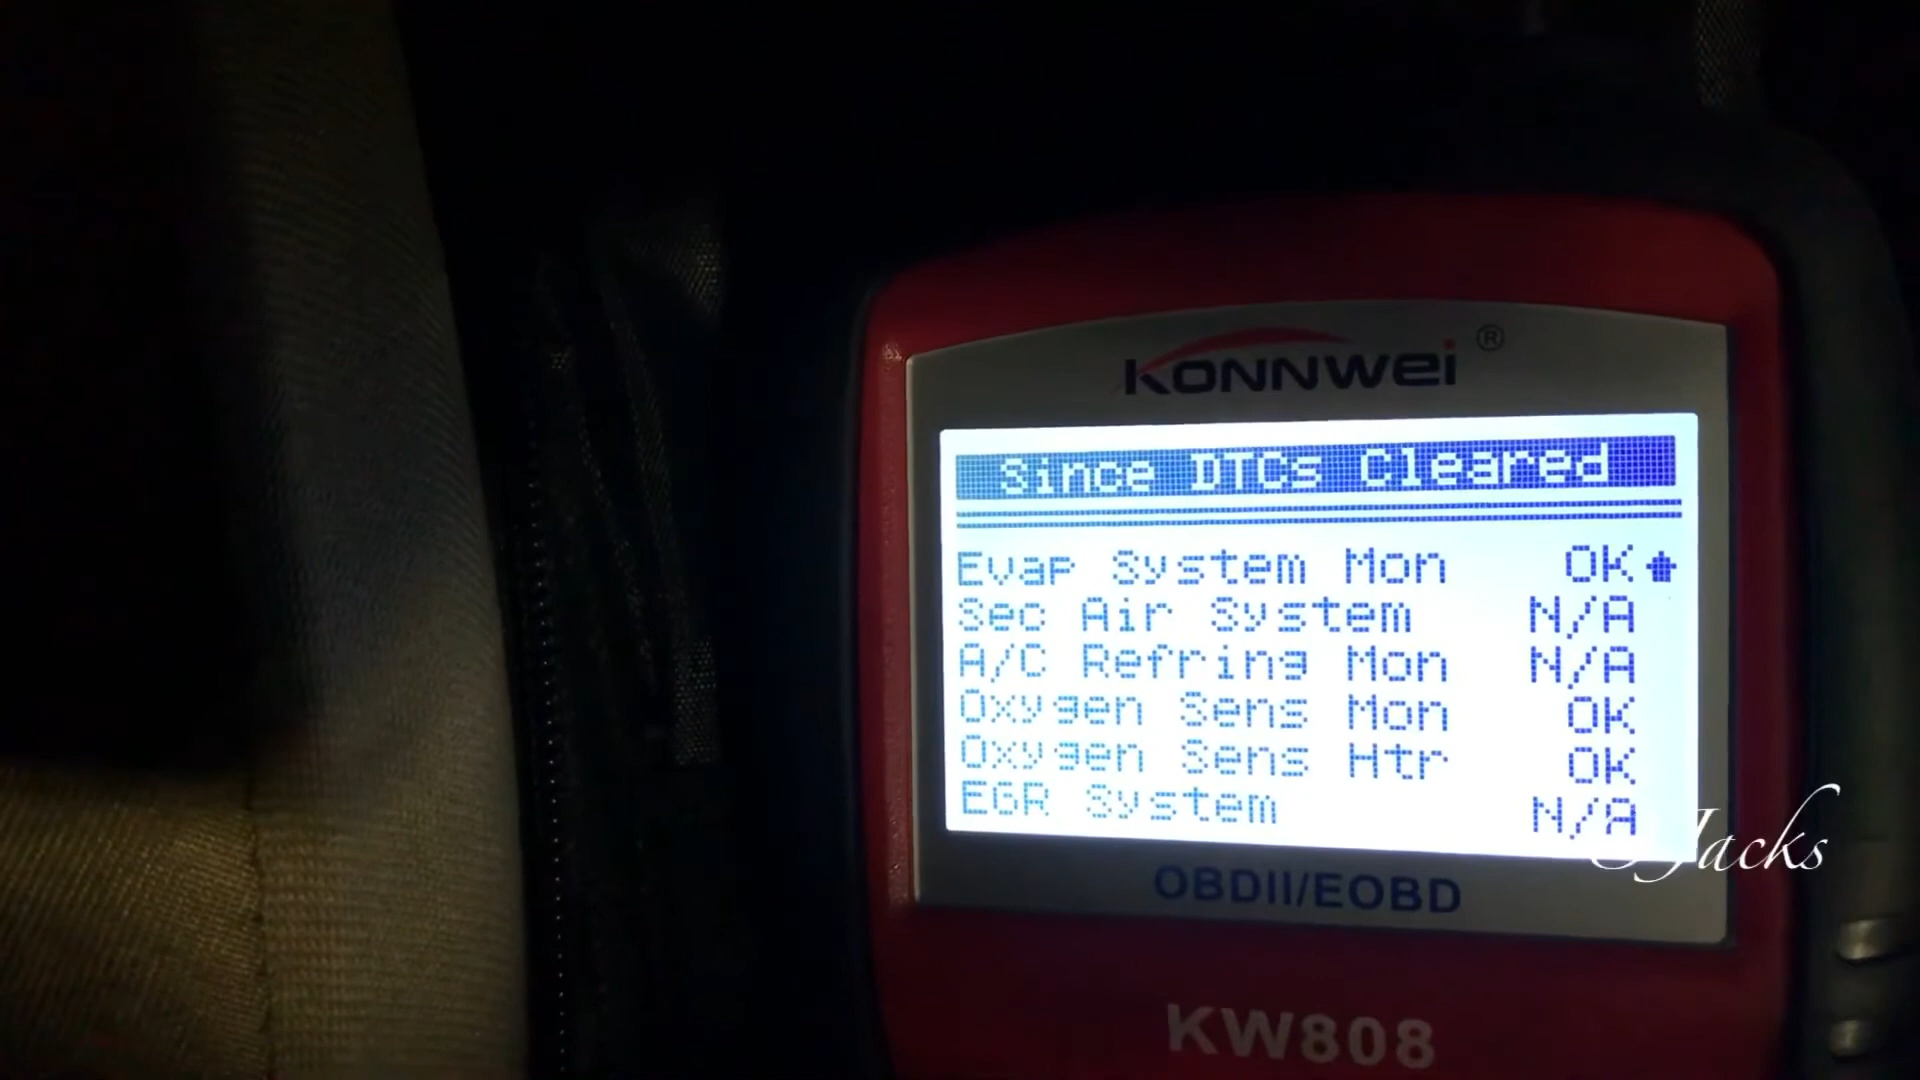 KONNWEI ®
Since DTCs Cleared
Evap System Mon OK
Sec Air System N/A
A/C Refring Mon N/A
Oxygen Sens Mon OK
Oxygen Sens Htr OK
EGR System N/A
Jacks
OBDII/EOBD
KW808